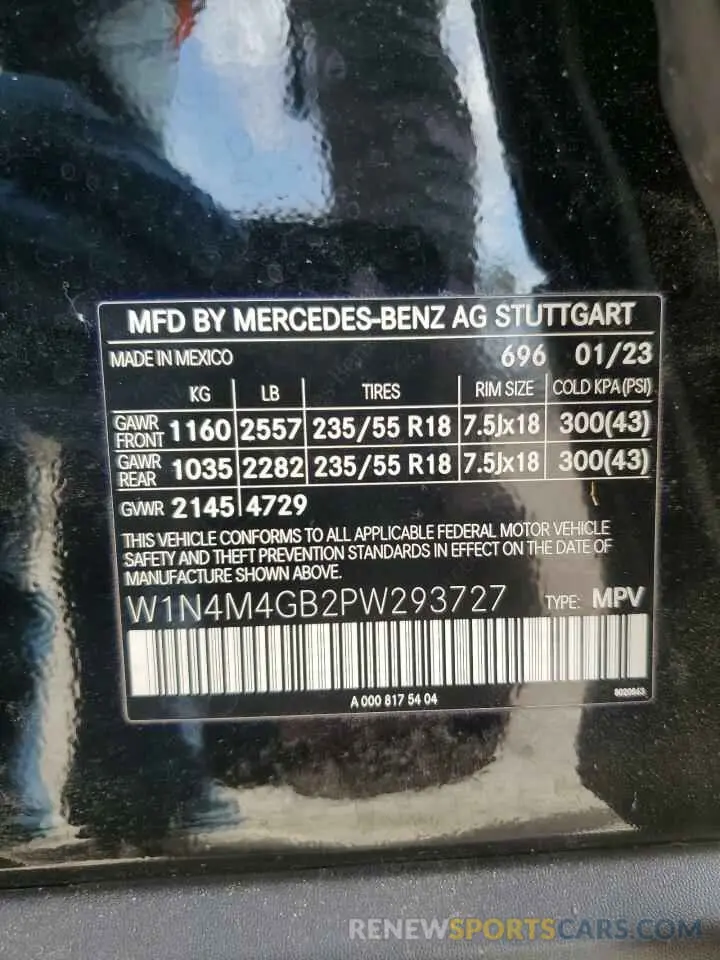 MFD BY MERCEDES-BENZ AG STUTTGART
MADE IN MEXICO 696 01/23
KG LB TIRES RIM SIZE COLD KPA(PSI)
GAWR FRONT 1160 2557 235/55 R18 7.5Jx18 300(43)
GAWR REAR 1035 2282 235/55 R18 7.5Jx18 300(43)
GVWR 2145 4729
THIS VEHICLE CONFORMS TO ALL APPLICABLE FEDERAL MOTOR VEHICLE
SAFETY AND THEFT PREVENTION STANDARDS IN EFFECT ON THE DATE OF
MANUFACTURE SHOWN ABOVE.
W1N4M4GB2PW293727 TYPE: MPV
A 000 817 54 04
RENEWSPORTSCARS.COM